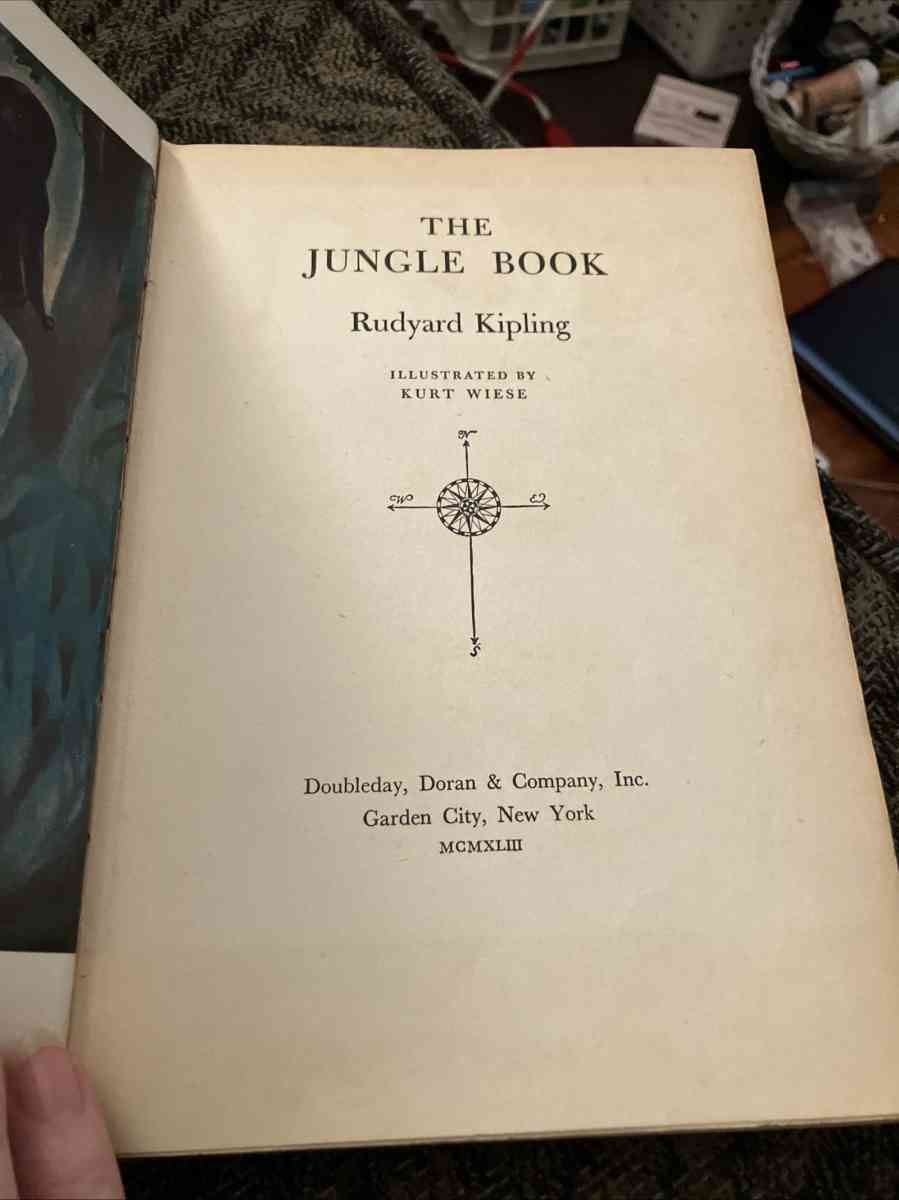 THE
JUNGLE BOOK
Rudyard Kipling
ILLUSTRATED BY
KURT WIESE
N
W E
S
Doubleday, Doran & Company, Inc.
Garden City, New York
MCMXLIII